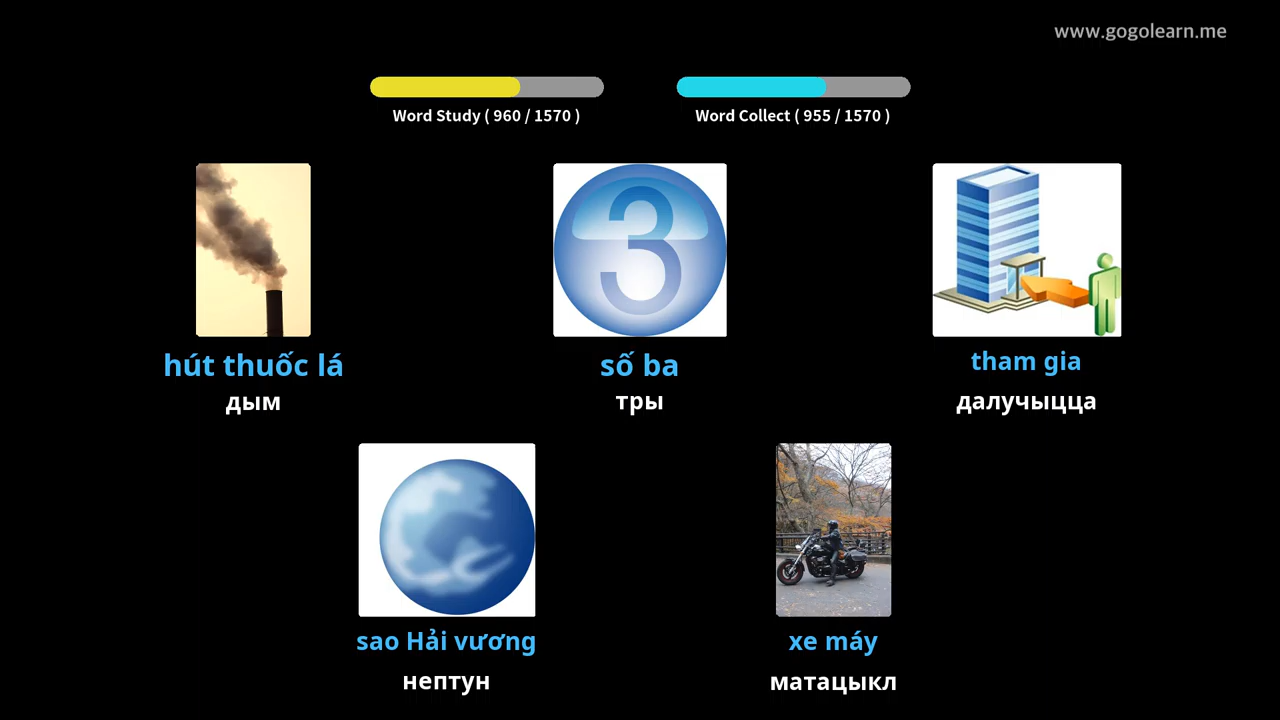 www.gogolearn.me
Word Study ( 960 / 1570 )
Word Collect ( 955 / 1570 )
3
hút thuốc lá
дым
số ba
тры
tham gia
далучыцца
sao Hải vương
нептун
xe máy
матацыкл